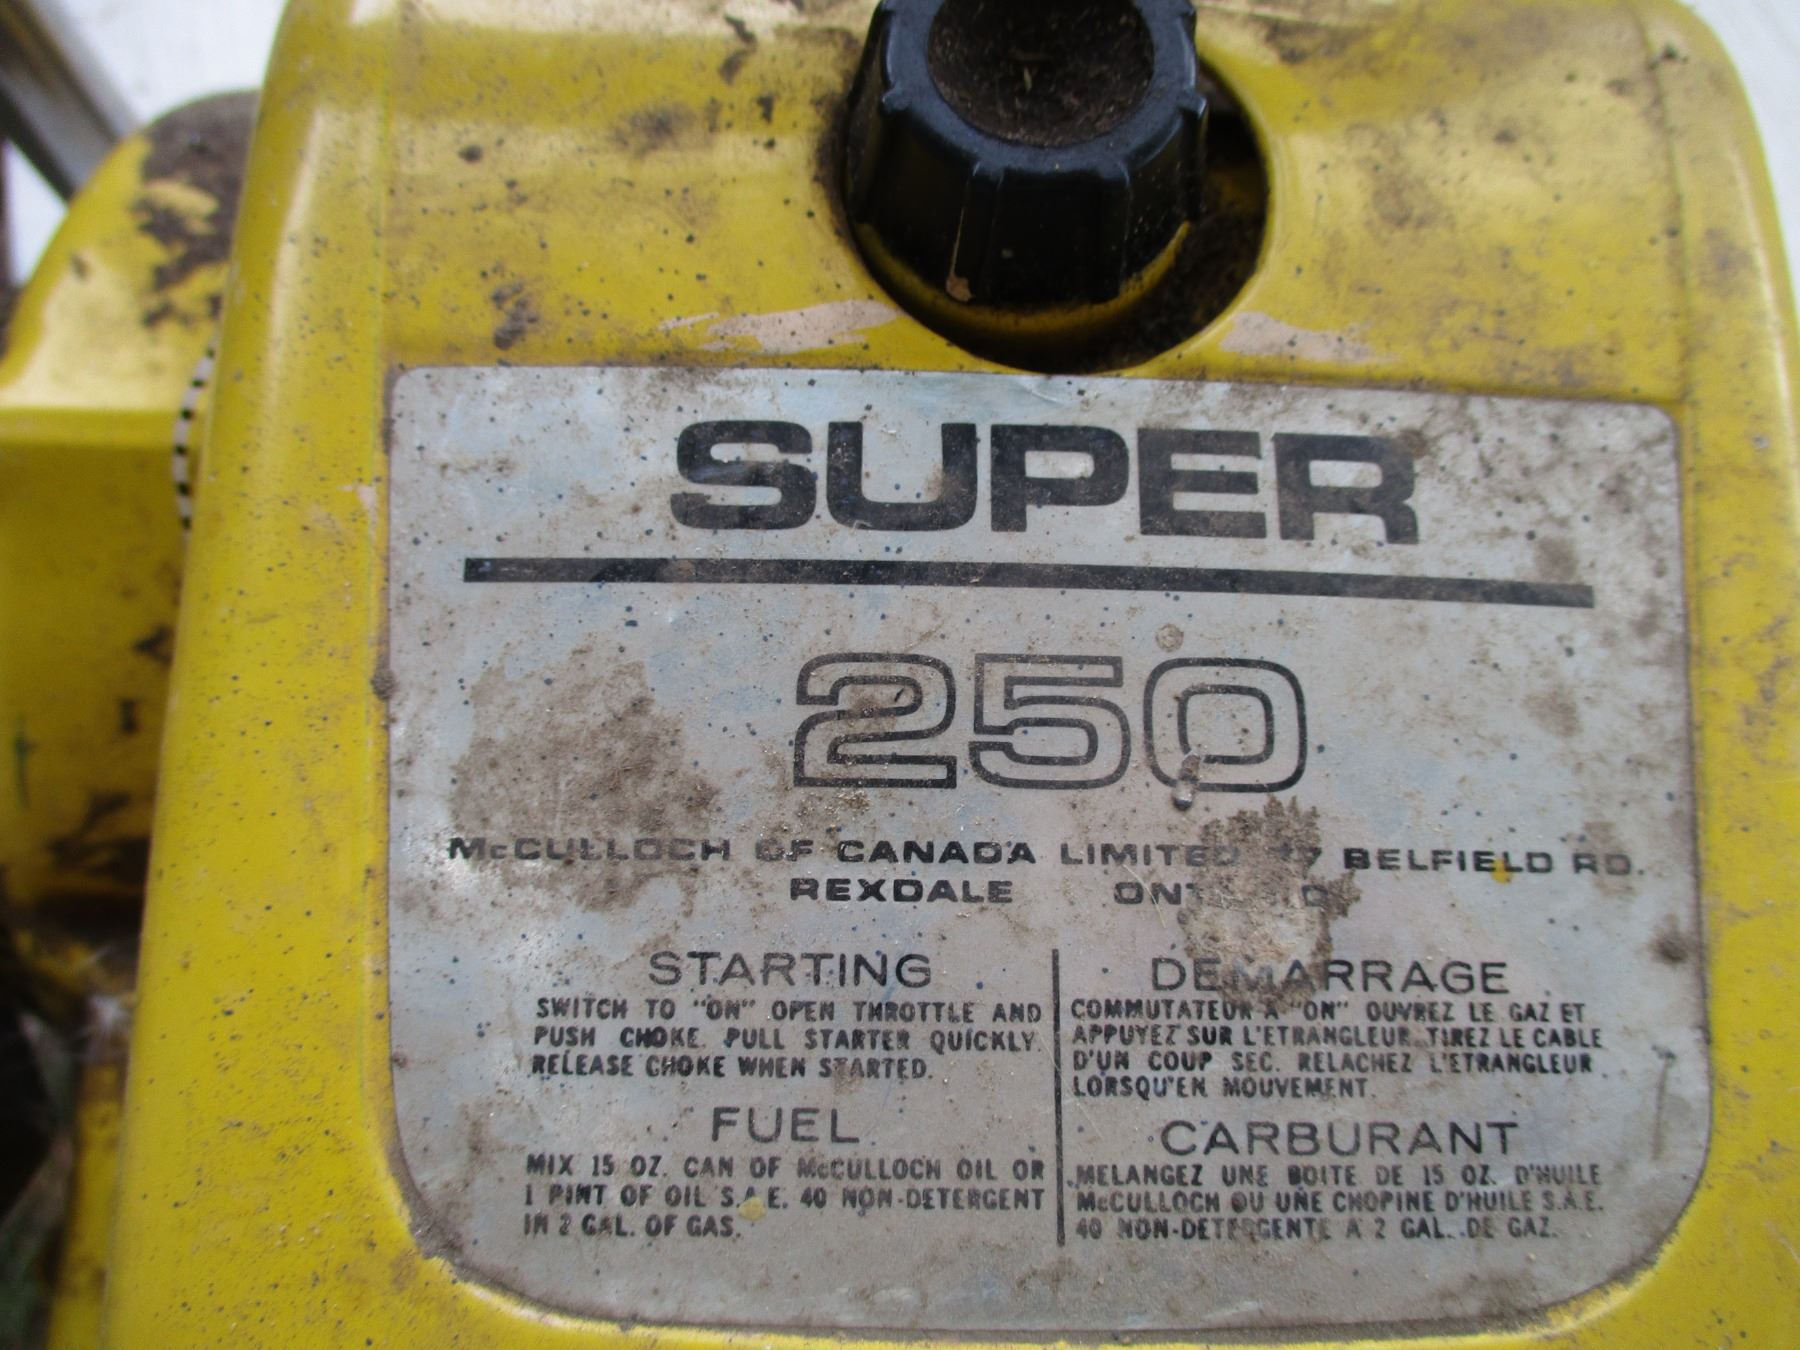 SUPER
250
McCULLOCH OF CANADA LIMITED 77 BELFIELD RD.
REXDALE ONTARIO
STARTING
SWITCH TO "ON" OPEN THROTTLE AND
PUSH CHOKE. PULL STARTER QUICKLY.
RELEASE CHOKE WHEN STARTED.
FUEL
MIX 15 OZ. CAN OF McCULLOCH OIL OR
1 PINT OF OIL S.A.E. 40 NON-DETERGENT
IN 2 GAL. OF GAS.
DEMARRAGE
COMMUTATEUR A "ON" OUVREZ LE GAZ ET
APPUYEZ SUR L'ETRANGLEUR. TIREZ LE CABLE
D'UN COUP SEC. RELACHEZ L'ETRANGLEUR
LORSQU'EN MOUVEMENT.
CARBURANT
MELANGEZ UNE BOITE DE 15 OZ. D'HUILE
McCULLOCH OU UNE CHOPINE D'HUILE S.A.E.
40 NON-DETERGENTE A 2 GAL. DE GAZ.